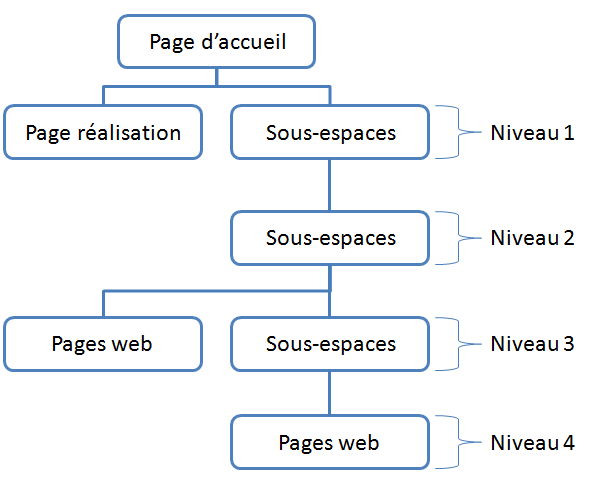 Page d’accueil
Page réalisation
Sous-espaces
Niveau 1
Sous-espaces
Niveau 2
Pages web
Sous-espaces
Niveau 3
Pages web
Niveau 4